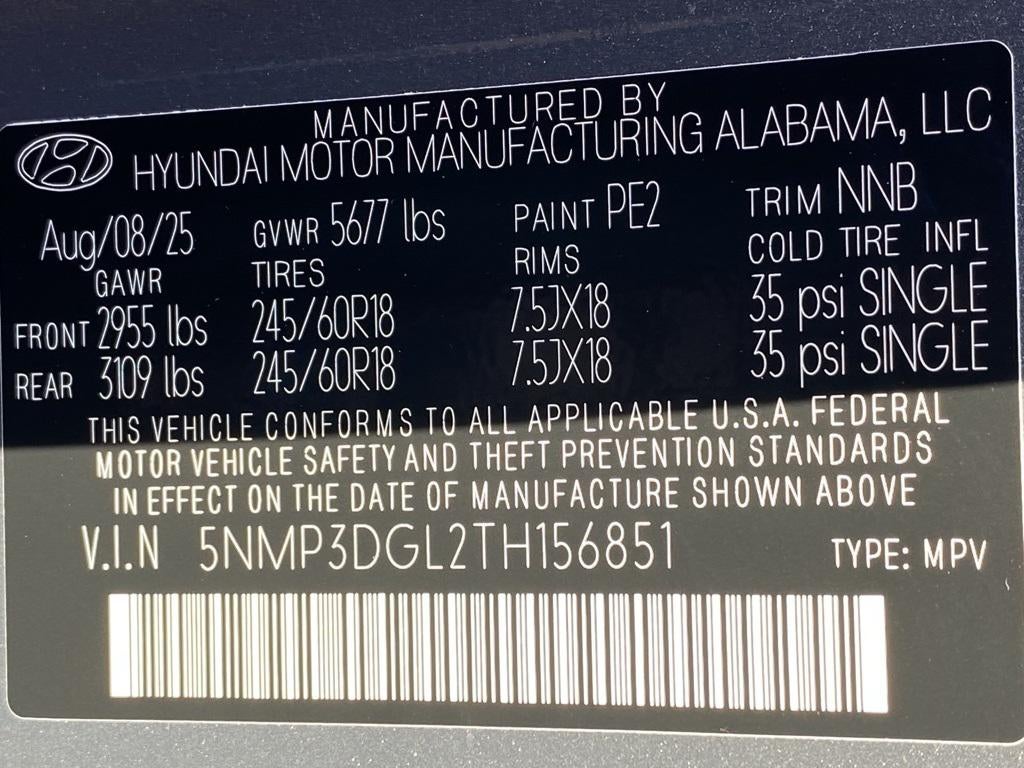 MANUFACTURED BY
HYUNDAI MOTOR MANUFACTURING ALABAMA, LLC
Aug/08/25 GVWR 5677 lbs PAINT PE2 TRIM NNB
GAWR TIRES RIMS COLD TIRE INFL
FRONT 2955 lbs 245/60R18 7.5JX18 35 psi SINGLE
REAR 3109 lbs 245/60R18 7.5JX18 35 psi SINGLE
THIS VEHICLE CONFORMS TO ALL APPLICABLE U.S.A. FEDERAL
MOTOR VEHICLE SAFETY AND THEFT PREVENTION STANDARDS
IN EFFECT ON THE DATE OF MANUFACTURE SHOWN ABOVE
V.I.N 5NMP3DGL2TH156851 TYPE: MPV